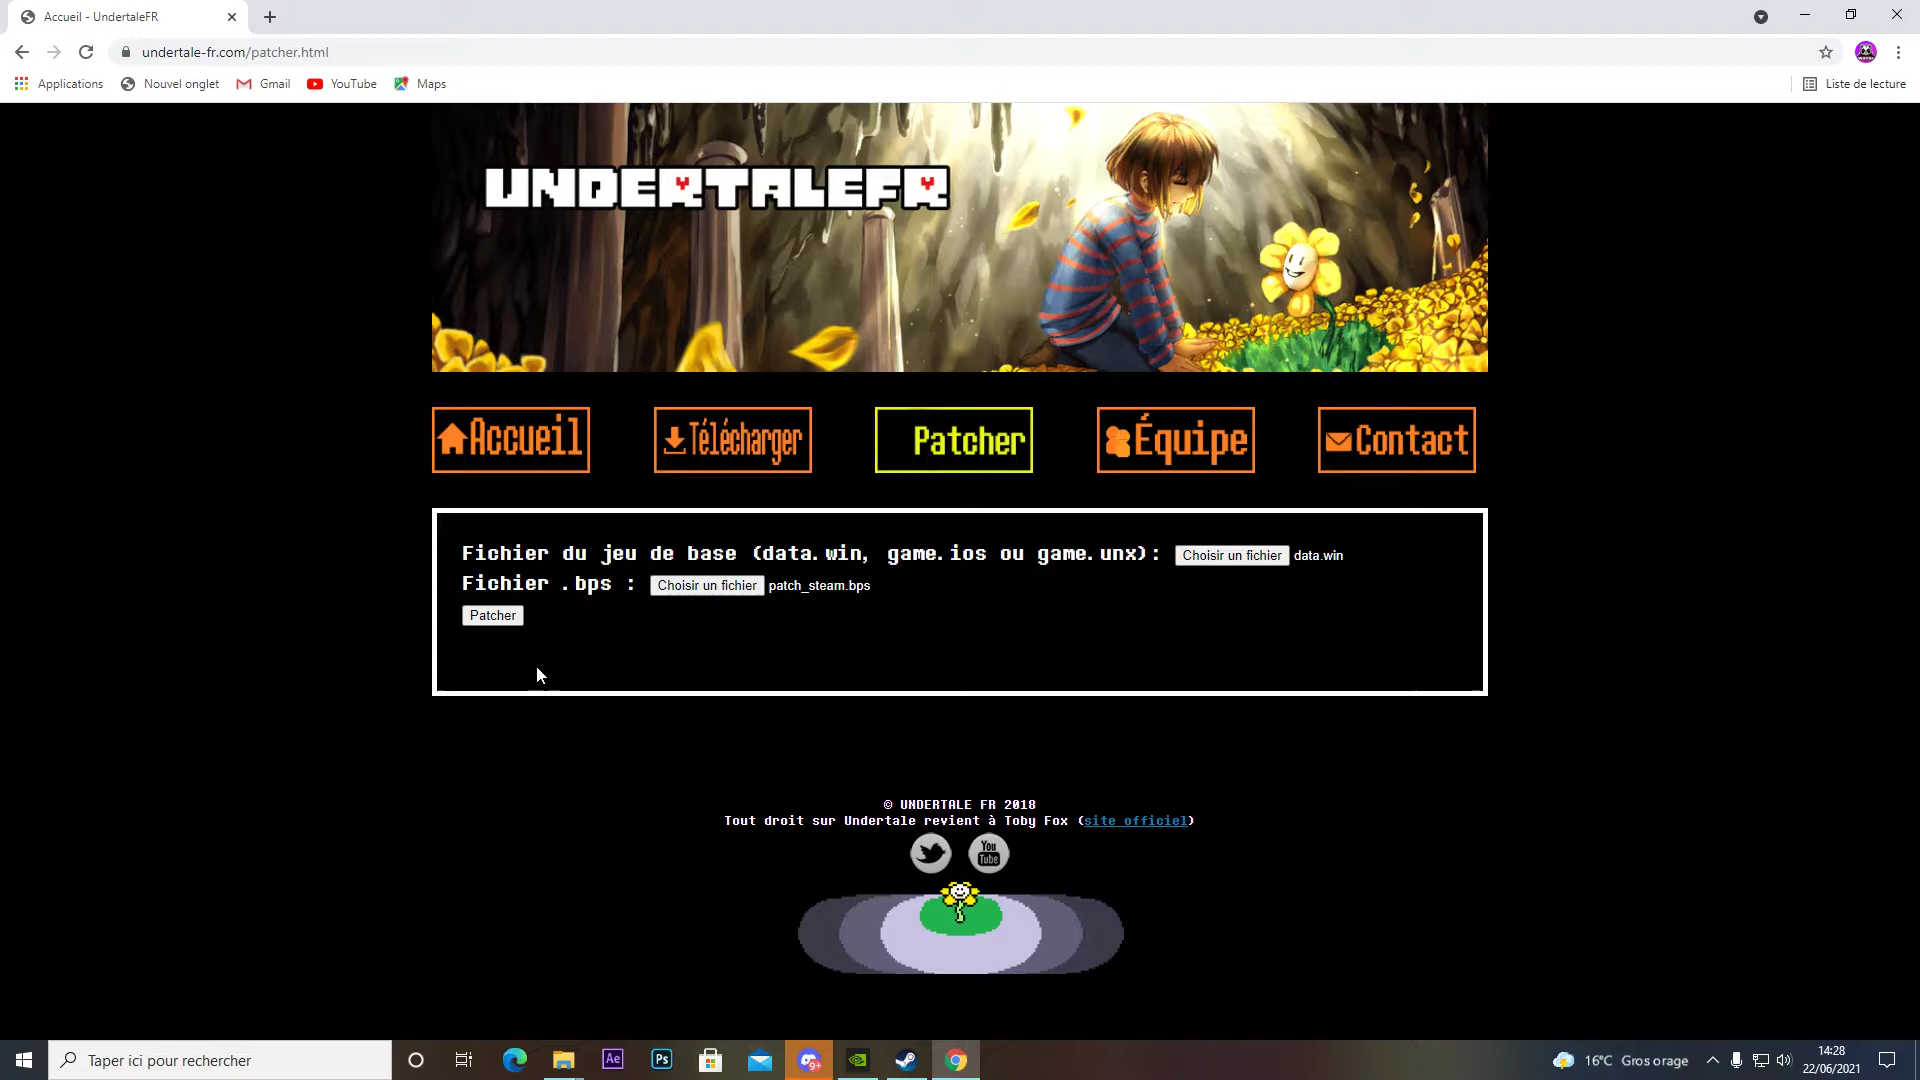 Accueil - UndertaleFR
undertale-fr.com/patcher.html
Applications Nouvel onglet Gmail YouTube Maps Liste de lecture
UNDERTALEFR
Accueil Télécharger Patcher Équipe Contact
Fichier du jeu de base (data.win, game.ios ou game.unx): Choisir un fichier data.win
Fichier .bps : Choisir un fichier patch_steam.bps
Patcher
© UNDERTALE FR 2018
Tout droit sur Undertale revient à Toby Fox (site officiel)
You
Tube
Taper ici pour rechercher Ae Ps 9+ 16°C Gros orage 14:28
22/06/2021